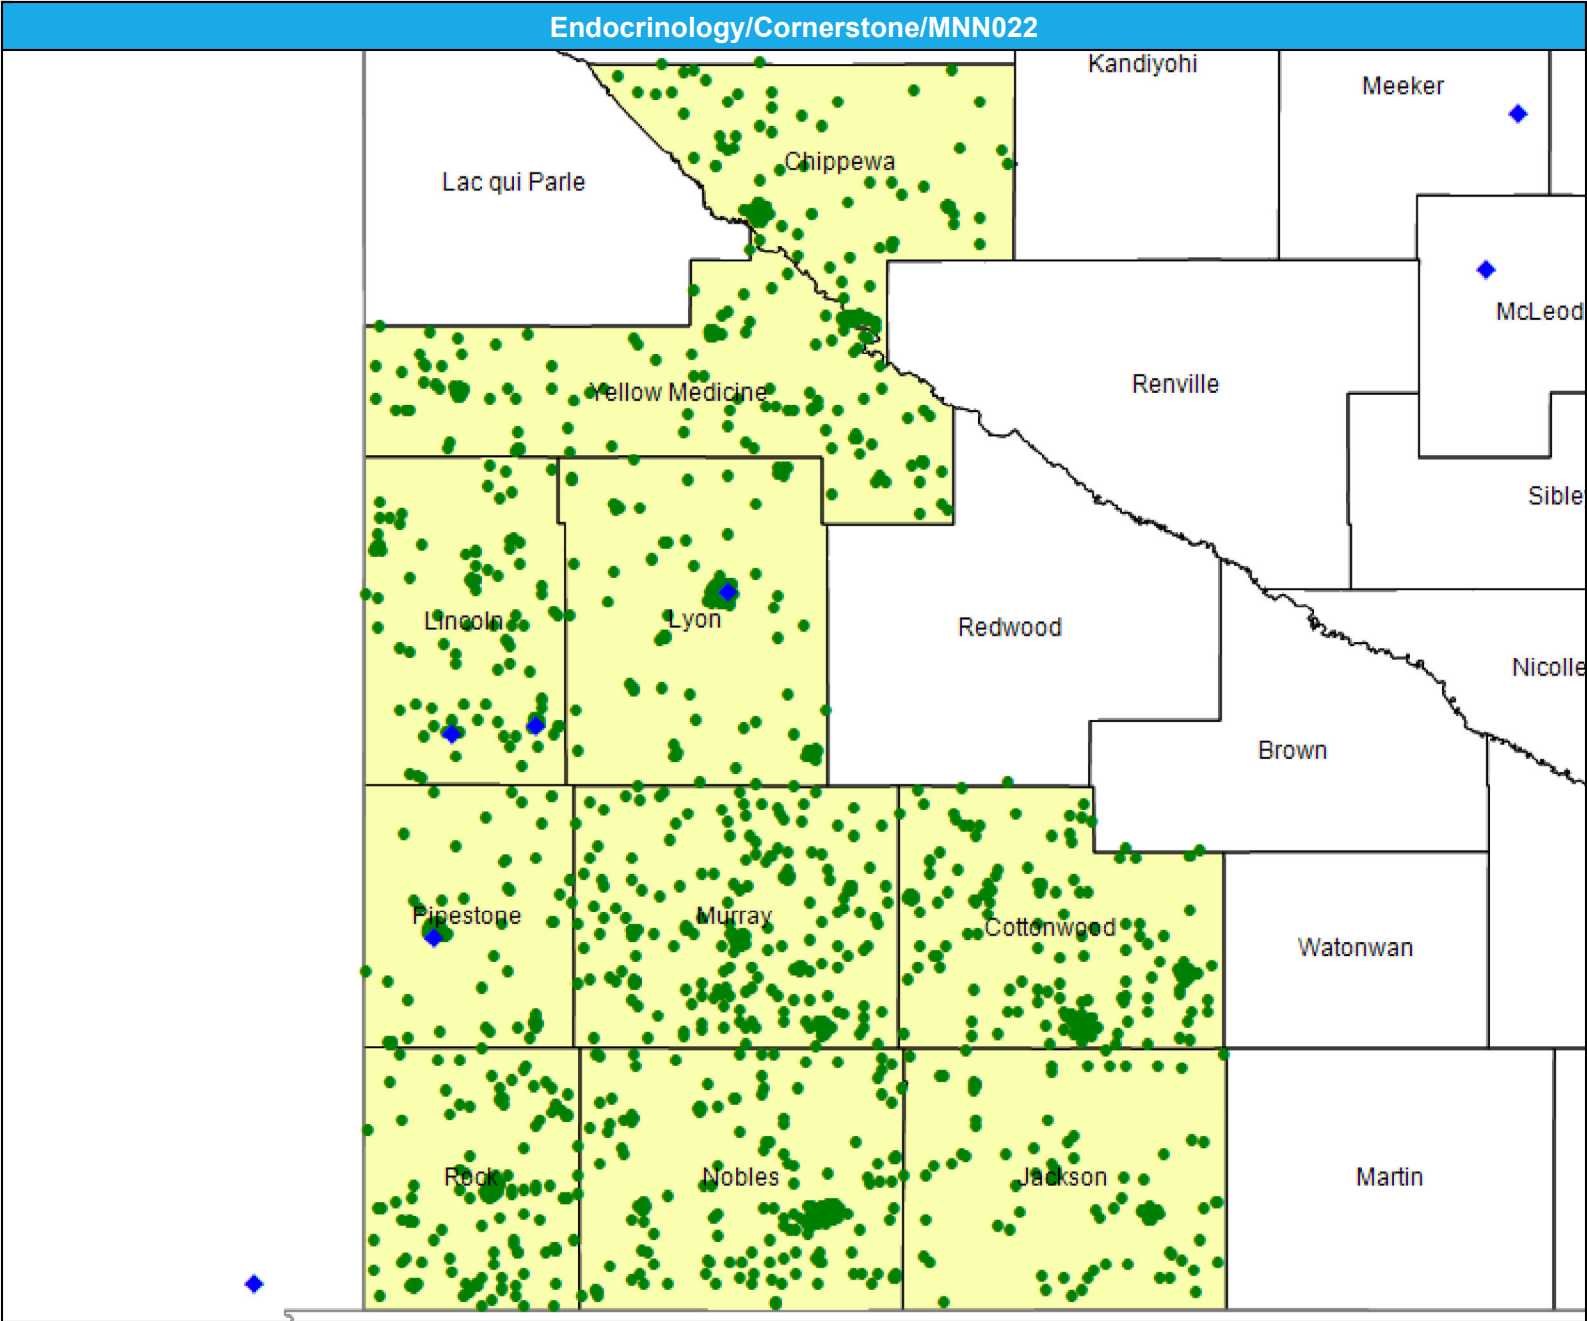 Endocrinology/Cornerstone/MNN022
Kandiyohi
Meeker
Chippewa
Lac qui Parle
McLeod
Renville
Yellow Medicine
Sible
Lincoln
Lyon
Redwood
Nicolle
Brown
Pipestone
Murray
Cottonwood
Watonwan
Rock
Nobles
Jackson
Martin